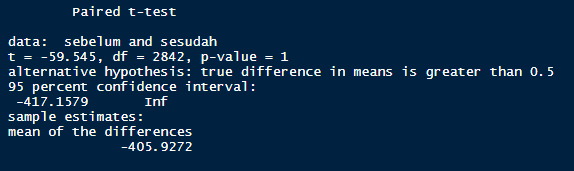 Paired t-test
data: sebelum and sesudah
t = -59.545, df = 2842, p-value = 1
alternative hypothesis: true difference in means is greater than 0.5
95 percent confidence interval:
-417.1579 Inf
sample estimates:
mean of the differences
-405.9272